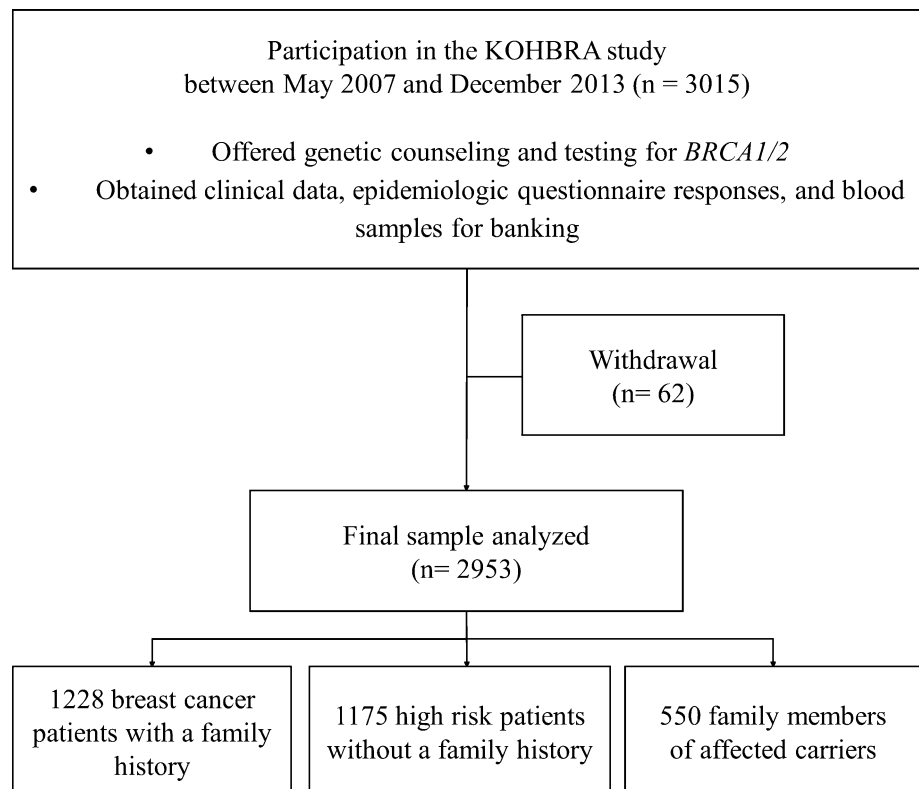 Participation in the KOHBRA study
between May 2007 and December 2013 (n = 3015)
• Offered genetic counseling and testing for BRCA1/2
• Obtained clinical data, epidemiologic questionnaire responses, and blood
samples for banking
Withdrawal
(n= 62)
Final sample analyzed
(n= 2953)
1228 breast cancer
patients with a family
history
1175 high risk patients
without a family history
550 family members
of affected carriers